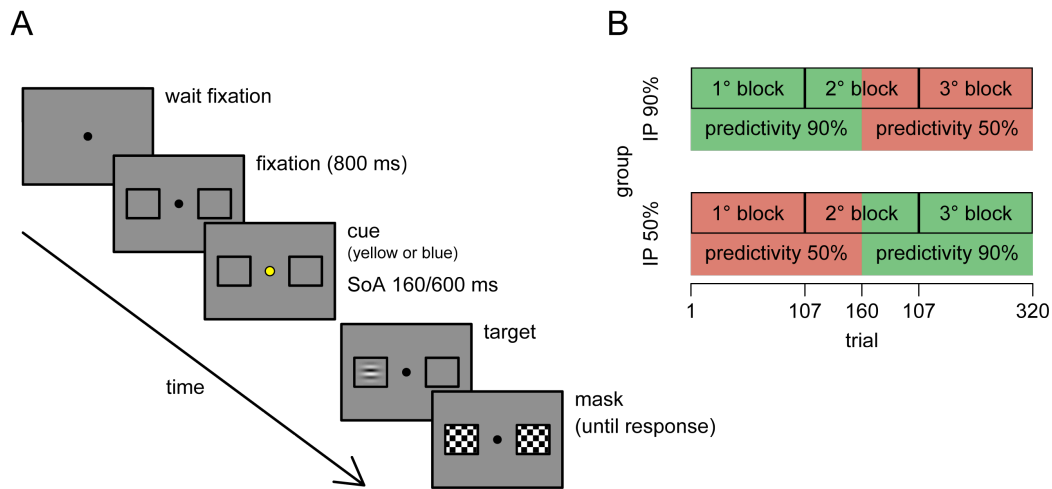 A
wait fixation
fixation (800 ms)
cue
(yellow or blue)
SoA 160/600 ms
target
mask
(until response)
time
B
group
IP 90%
1° block 2° block 3° block
predictivity 90% predictivity 50%
IP 50%
1° block 2° block 3° block
predictivity 50% predictivity 90%
1 107 160 107 320
trial